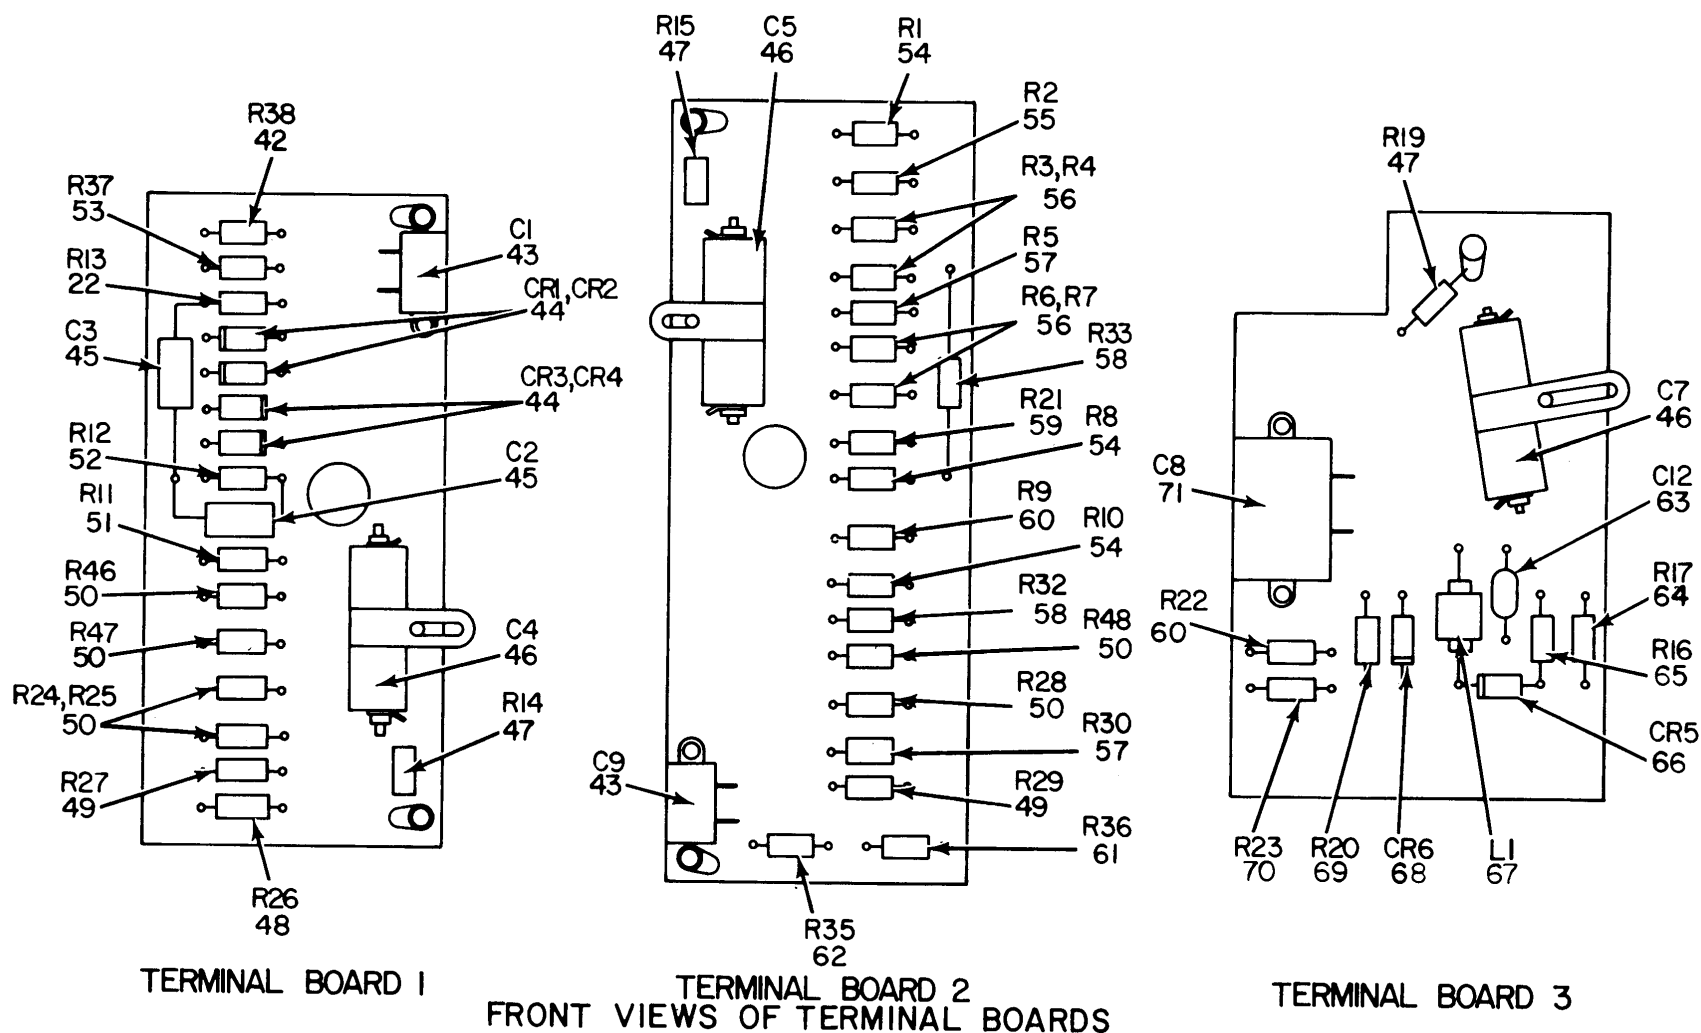 R38
42
R37
53
R13
22
C3
45
R12
52
R11
51
R46
50
R47
50
R24,R25
50
R27
49
R26
48
C1
43
CR1,CR2
44
CR3,CR4
44
C2
45
C4
46
R14
47
TERMINAL BOARD 1
R15
47
C5
46
R1
54
R2
55
R3,R4
56
R5
57
R6,R7
56
R33
58
R21
59
R8
54
R9
60
R10
54
R32
58
R48
50
R28
50
R30
57
R29
49
R36
61
C9
43
R35
62
TERMINAL BOARD 2
R19
47
C7
46
C8
71
C12
63
R17
64
R22
60
R16
65
CR5
66
R23
70
R20
69
CR6
68
L1
67
TERMINAL BOARD 3
FRONT VIEWS OF TERMINAL BOARDS